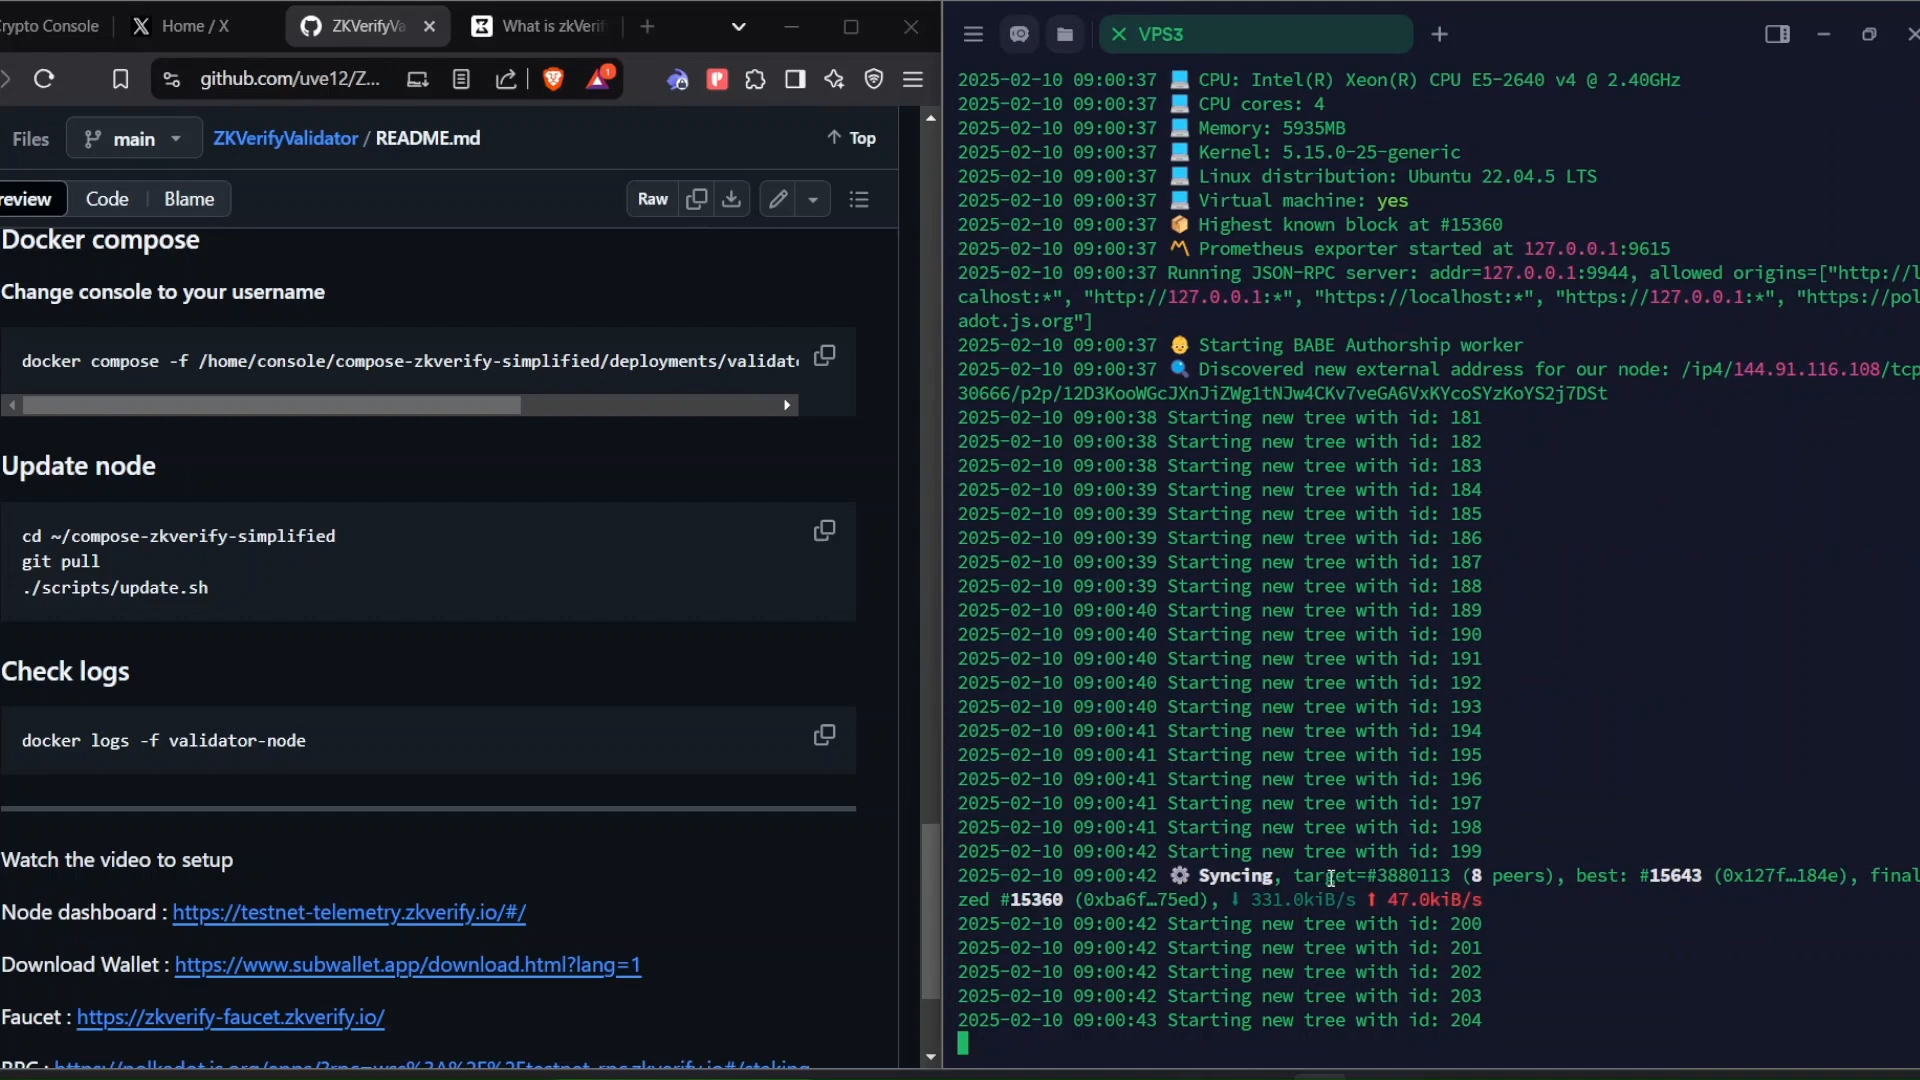 rypto Console
Home / X
ZKVerifyVa
What is zkVerif
VPS3
github.com/uve12/Z...
1
Files
main
ZKVerifyValidator / README.md
Top
review
Code
Blame
Raw
Docker compose
Change console to your username
docker compose -f /home/console/compose-zkverify-simplified/deployments/validat
Update node
cd ~/compose-zkverify-simplified
git pull
./scripts/update.sh
Check logs
docker logs -f validator-node
Watch the video to setup
Node dashboard : https://testnet-telemetry.zkverify.io/#/
Download Wallet : https://www.subwallet.app/download.html?lang=1
Faucet : https://zkverify-faucet.zkverify.io/
RPC : https://polkadot.js.org/apps/?rpc=wss%3A%2F%2Ftestnet-rpc.zkverify.io#/staking
2025-02-10 09:00:37 💻 CPU: Intel(R) Xeon(R) CPU E5-2640 v4 @ 2.40GHz
2025-02-10 09:00:37 💻 CPU cores: 4
2025-02-10 09:00:37 💻 Memory: 5935MB
2025-02-10 09:00:37 💻 Kernel: 5.15.0-25-generic
2025-02-10 09:00:37 💻 Linux distribution: Ubuntu 22.04.5 LTS
2025-02-10 09:00:37 💻 Virtual machine: yes
2025-02-10 09:00:37 📦 Highest known block at #15360
2025-02-10 09:00:37 〽️ Prometheus exporter started at 127.0.0.1:9615
2025-02-10 09:00:37 Running JSON-RPC server: addr=127.0.0.1:9944, allowed origins=["http://l
calhost:*", "http://127.0.0.1:*", "https://localhost:*", "https://127.0.0.1:*", "https://pol
adot.js.org"]
2025-02-10 09:00:37 👶 Starting BABE Authorship worker
2025-02-10 09:00:37 🔍 Discovered new external address for our node: /ip4/144.91.116.108/tcp
30666/p2p/12D3KooWGcJXnJiZWg1tNJw4CKv7veGA6VxKYcoSYzKoYS2j7DSt
2025-02-10 09:00:38 Starting new tree with id: 181
2025-02-10 09:00:38 Starting new tree with id: 182
2025-02-10 09:00:38 Starting new tree with id: 183
2025-02-10 09:00:39 Starting new tree with id: 184
2025-02-10 09:00:39 Starting new tree with id: 185
2025-02-10 09:00:39 Starting new tree with id: 186
2025-02-10 09:00:39 Starting new tree with id: 187
2025-02-10 09:00:39 Starting new tree with id: 188
2025-02-10 09:00:40 Starting new tree with id: 189
2025-02-10 09:00:40 Starting new tree with id: 190
2025-02-10 09:00:40 Starting new tree with id: 191
2025-02-10 09:00:40 Starting new tree with id: 192
2025-02-10 09:00:40 Starting new tree with id: 193
2025-02-10 09:00:41 Starting new tree with id: 194
2025-02-10 09:00:41 Starting new tree with id: 195
2025-02-10 09:00:41 Starting new tree with id: 196
2025-02-10 09:00:41 Starting new tree with id: 197
2025-02-10 09:00:41 Starting new tree with id: 198
2025-02-10 09:00:42 Starting new tree with id: 199
2025-02-10 09:00:42 ⚙️ Syncing, target=#3880113 (8 peers), best: #15643 (0x127f…184e), final
zed #15360 (0xba6f…75ed), ⬇ 331.0kiB/s ⬆ 47.0kiB/s
2025-02-10 09:00:42 Starting new tree with id: 200
2025-02-10 09:00:42 Starting new tree with id: 201
2025-02-10 09:00:42 Starting new tree with id: 202
2025-02-10 09:00:42 Starting new tree with id: 203
2025-02-10 09:00:43 Starting new tree with id: 204